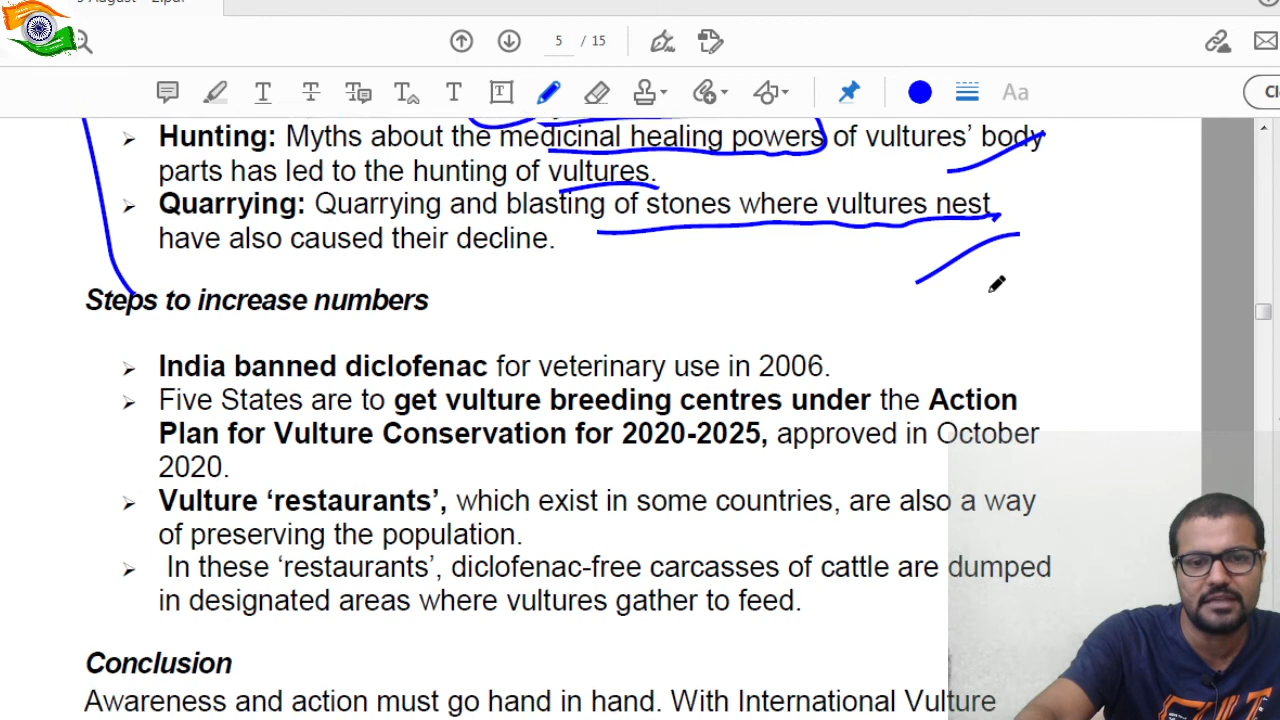 5 / 15
Aa
Hunting: Myths about the medicinal healing powers of vultures’ body
parts has led to the hunting of vultures.
Quarrying: Quarrying and blasting of stones where vultures nest
have also caused their decline.
Steps to increase numbers
India banned diclofenac for veterinary use in 2006.
Five States are to get vulture breeding centres under the Action
Plan for Vulture Conservation for 2020-2025, approved in October
2020.
Vulture ‘restaurants’, which exist in some countries, are also a way
of preserving the population.
In these ‘restaurants’, diclofenac-free carcasses of cattle are dumped
in designated areas where vultures gather to feed.
Conclusion
Awareness and action must go hand in hand. With International Vulture